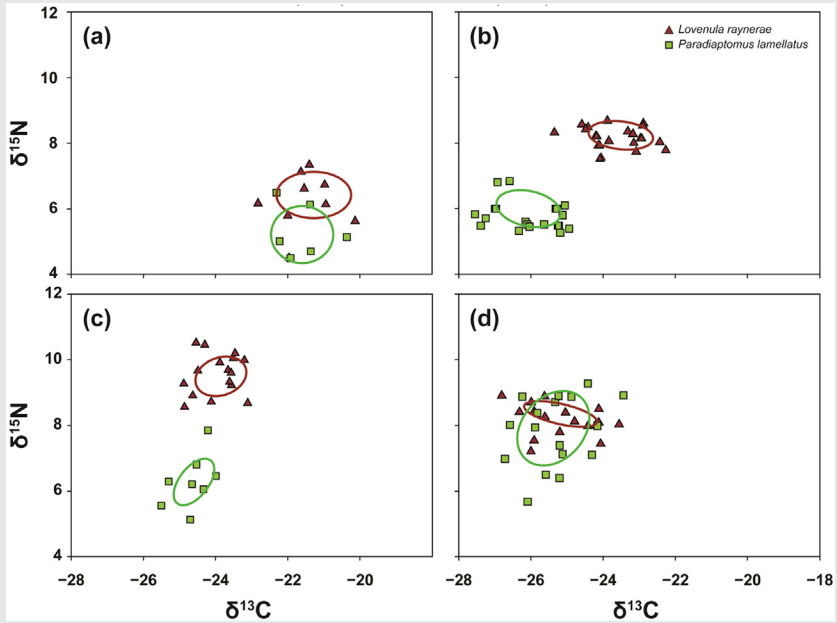 (a)
(b)
Lovenula raynerae
Paradiaptomus lamellatus
12
10
8
6
4
δ¹⁵N
(c)
(d)
12
10
8
6
4
δ¹⁵N
−28
−26
−24
−22
−20
−28
−26
−24
−22
−20
−18
δ¹³C
δ¹³C